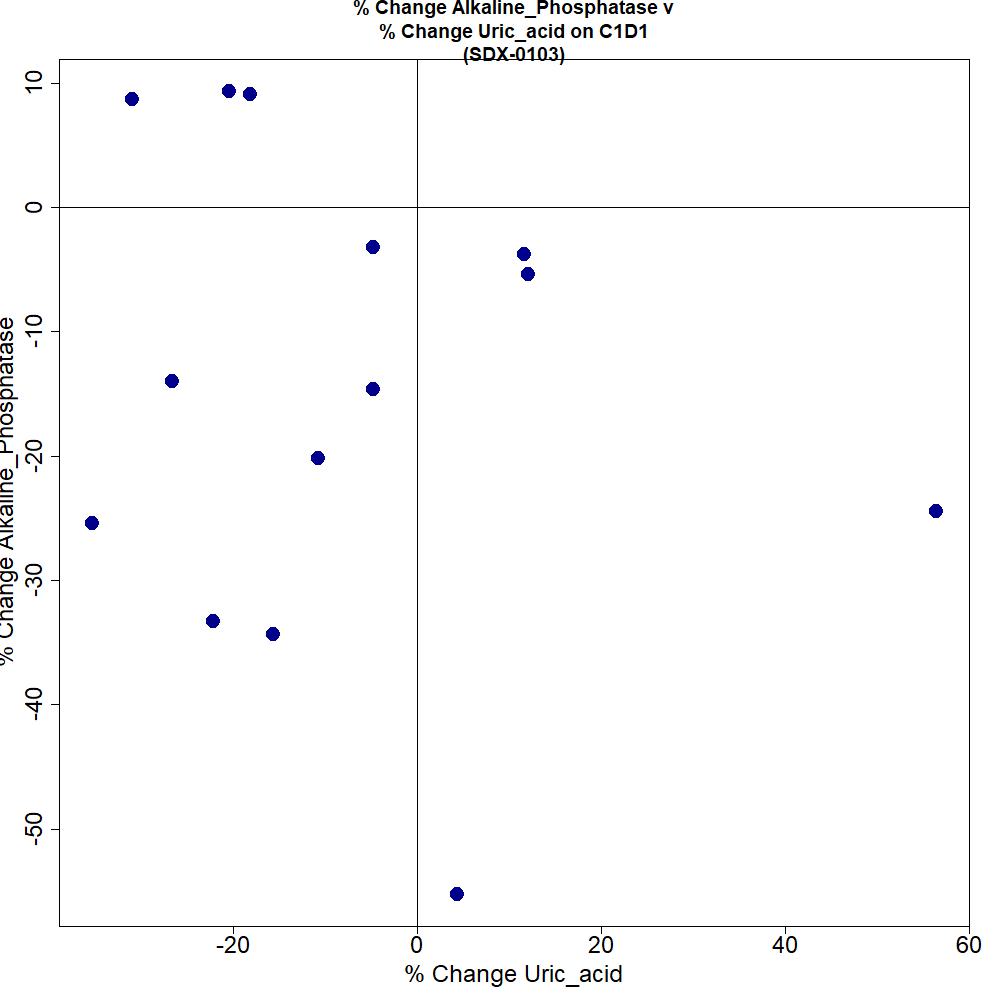 % Change Alkaline_Phosphatase v
% Change Uric_acid on C1D1
(SDX-0103)
10
0
-10
-20
-30
-40
-50
% Change Alkaline_Phosphatase
-20
0
20
40
60
% Change Uric_acid